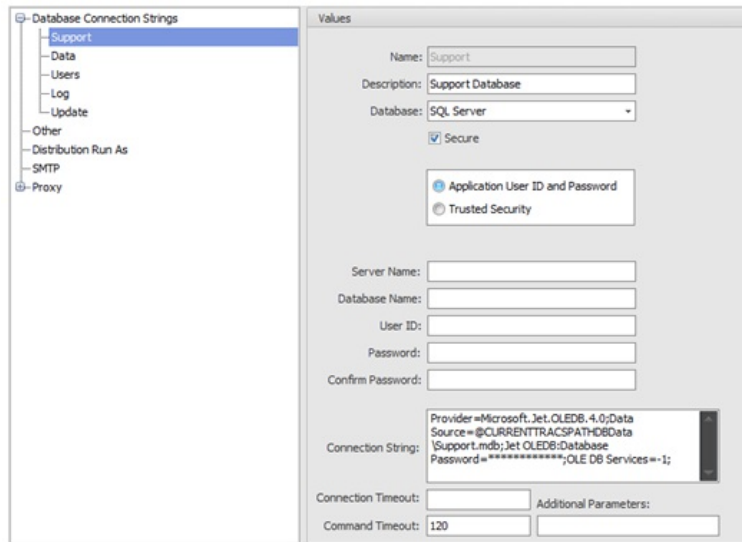 Database Connection Strings
Support
Data
Users
Log
Update
Other
Distribution Run As
SMTP
Proxy
Values
Name: Support
Description: Support Database
Database: SQL Server
Secure
Application User ID and Password
Trusted Security
Server Name:
Database Name:
User ID:
Password:
Confirm Password:
Connection String:
Provider=Microsoft.Jet.OLEDB.4.0;Data
Source=@CURRENTTRACSPATHDBData
\Support.mdb;Jet OLEDB:Database
Password=************;OLE DB Services=-1;
Connection Timeout:
Additional Parameters:
Command Timeout: 120